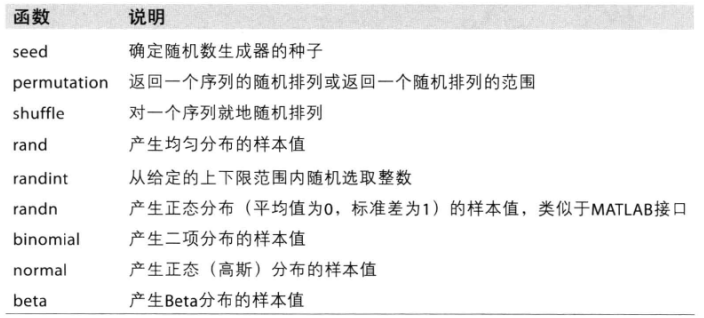 函数 说明
seed 确定随机数生成器的种子
permutation 返回一个序列的随机排列或返回一个随机排列的范围
shuffle 对一个序列就地随机排列
rand 产生均匀分布的样本值
randint 从给定的上下限范围内随机选取整数
randn 产生正态分布（平均值为0，标准差为1）的样本值，类似于MATLAB接口
binomial 产生二项分布的样本值
normal 产生正态（高斯）分布的样本值
beta 产生Beta分布的样本值